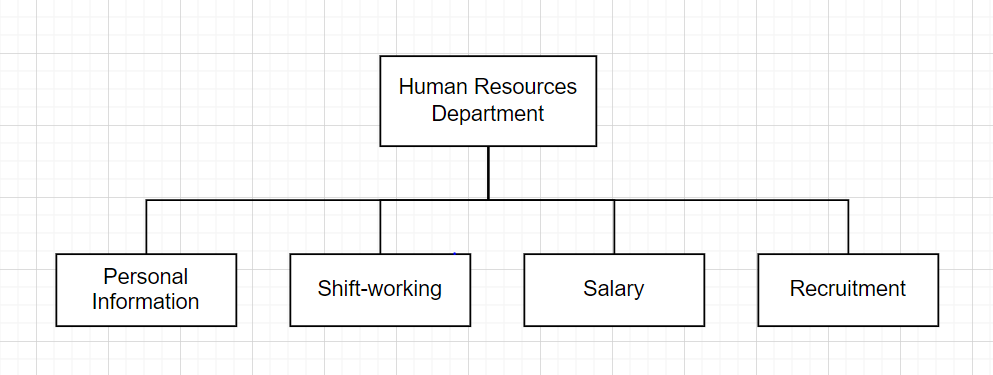 Human Resources
Department
Personal
Information
Shift-working
Salary
Recruitment